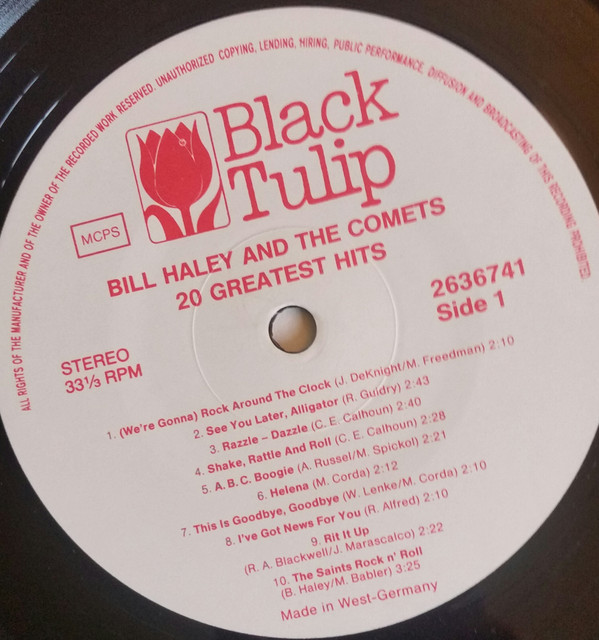 ALL RIGHTS OF THE MANUFACTURER AND OF THE OWNER OF THE RECORDED WORK RESERVED. UNAUTHORIZED COPYING, LENDING, HIRING, PUBLIC PERFORMANCE, DIFFUSION AND BROADCASTING OF THIS RECORDING PROHIBITED.
Black
Tulip
MCPS
BILL HALEY AND THE COMETS
20 GREATEST HITS
2636741
Side 1
STEREO
33⅓ RPM
1. (We're Gonna) Rock Around The Clock (J. DeKnight/M. Freedman) 2:10
2. See You Later, Alligator (R. Guidry) 2:43
3. Razzle – Dazzle (C. E. Calhoun) 2:40
4. Shake, Rattle And Roll (C. E. Calhoun) 2:28
5. A. B. C. Boogie (A. Russel/M. Spickol) 2:21
6. Helena (M. Corda) 2:12
7. This Is Goodbye, Goodbye (W. Lenke/M. Corda) 2:10
8. I've Got News For You (R. Alfred) 2:10
9. Rit It Up
(R. A. Blackwell/J. Marascalco) 2:22
10. The Saints Rock n' Roll
(B. Haley/M. Babler) 3:25
Made in West-Germany